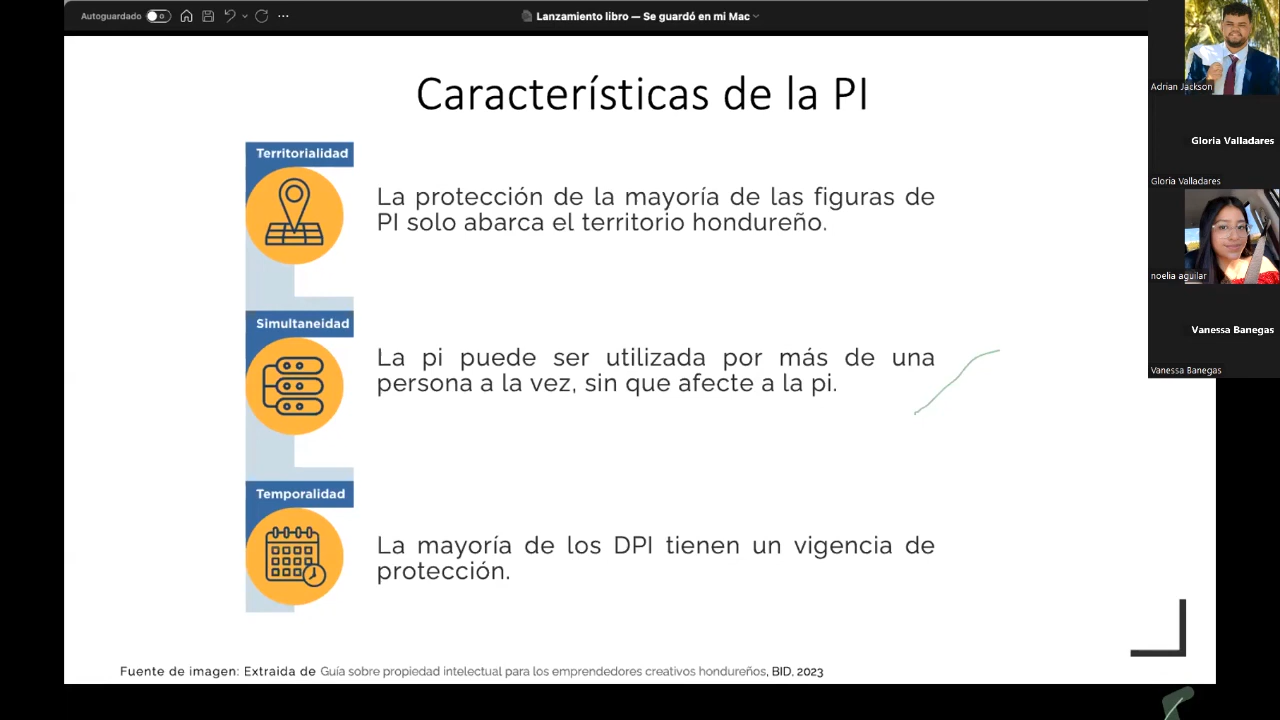 Autoguardado
Lanzamiento libro — Se guardó en mi Mac
Características de la PI
Territorialidad
La protección de la mayoría de las figuras de
PI solo abarca el territorio hondureño.
Simultaneidad
La pi puede ser utilizada por más de una
persona a la vez, sin que afecte a la pi.
Temporalidad
La mayoría de los DPI tienen un vigencia de
protección.
Fuente de imagen: Extraida de Guía sobre propiedad intelectual para los emprendedores creativos hondureños, BID, 2023
Adrian Jackson
Gloria Valladares
Gloria Valladares
noelia aguilar
Vanessa Banegas
Vanessa Banegas